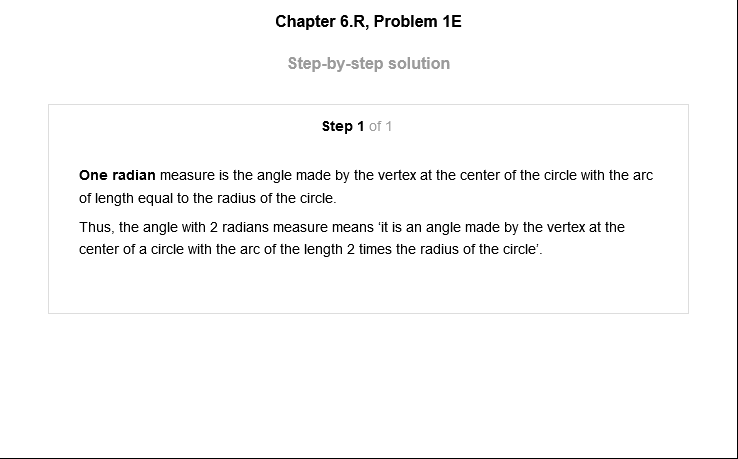 Chapter 6.R, Problem 1E
Step-by-step solution
Step 1 of 1
One radian measure is the angle made by the vertex at the center of the circle with the arc
of length equal to the radius of the circle.
Thus, the angle with 2 radians measure means ‘it is an angle made by the vertex at the
center of a circle with the arc of the length 2 times the radius of the circle’.